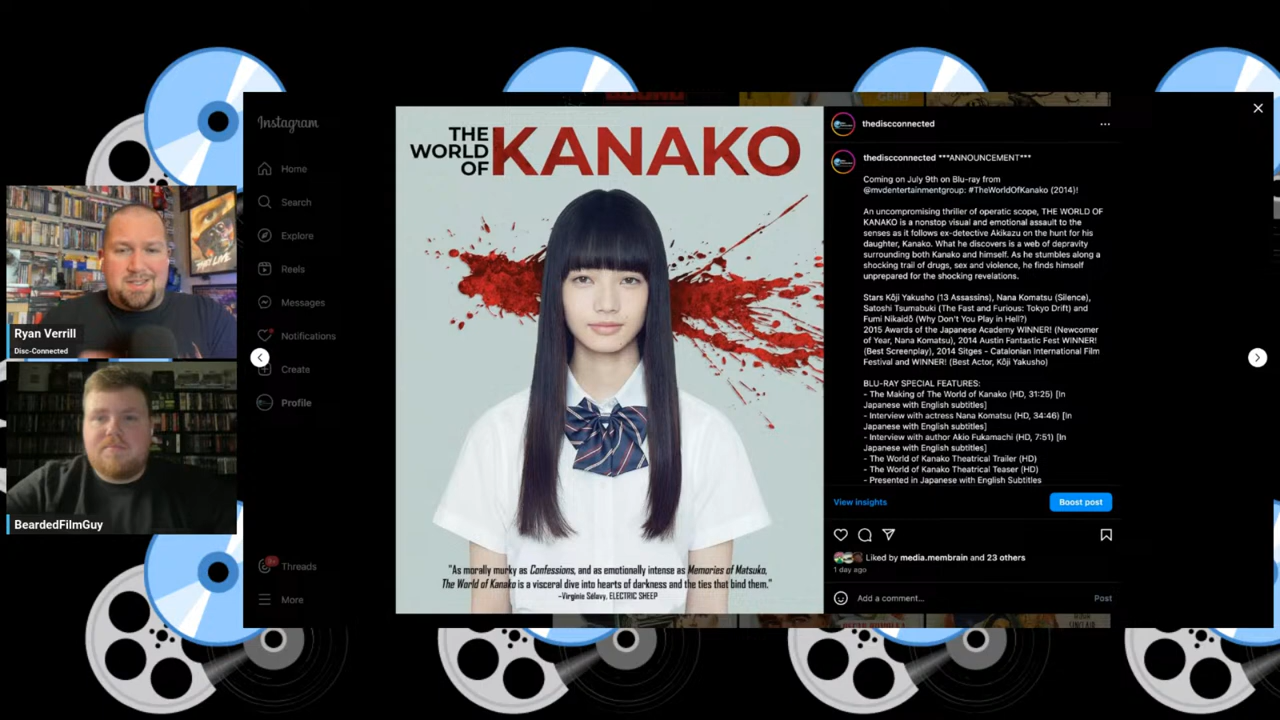 Ryan Verrill
Disc-Connected
BeardedFilmGuy
Instagram
Home
Search
Explore
Reels
Messages
Notifications
Create
Profile
Threads
More
THE
WORLD
OF
KANAKO
"As morally murky as Confessions, and as emotionally intense as Memories of Matsuko,
The World of Kanako is a visceral dive into hearts of darkness and the ties that bind them."
–Virginie Sélavy, ELECTRIC SHEEP
thediscconnected
thediscconnected ***ANNOUNCEMENT***
Coming on July 9th on Blu-ray from
@mvdentertainmentgroup: #TheWorldOfKanako (2014)!
An uncompromising thriller of operatic scope, THE WORLD OF
KANAKO is a nonstop visual and emotional assault to the
senses as it follows ex-detective Akikazu on the hunt for his
daughter, Kanako. What he discovers is a web of depravity
surrounding both Kanako and himself. As he stumbles along a
shocking trail of drugs, sex and violence, he finds himself
unprepared for the shocking revelations.
Stars Kôji Yakusho (13 Assassins), Nana Komatsu (Silence),
Satoshi Tsumabuki (The Fast and Furious: Tokyo Drift) and
Fumi Nikaidô (Why Don't You Play in Hell?)
2015 Awards of the Japanese Academy WINNER! (Newcomer
of Year, Nana Komatsu), 2014 Austin Fantastic Fest WINNER!
(Best Screenplay), 2014 Sitges - Catalonian International Film
Festival and WINNER! (Best Actor, Kôji Yakusho)
BLU-RAY SPECIAL FEATURES:
- The Making of The World of Kanako (HD, 31:25) [In
Japanese with English subtitles]
- Interview with actress Nana Komatsu (HD, 34:46) [In
Japanese with English subtitles]
- Interview with author Akio Fukamachi (HD, 7:51) [In
Japanese with English subtitles]
- The World of Kanako Theatrical Trailer (HD)
- The World of Kanako Theatrical Teaser (HD)
- Presented in Japanese with English Subtitles
View insights
Boost post
Liked by media.membrain and 23 others
1 day ago
Add a comment...
Post